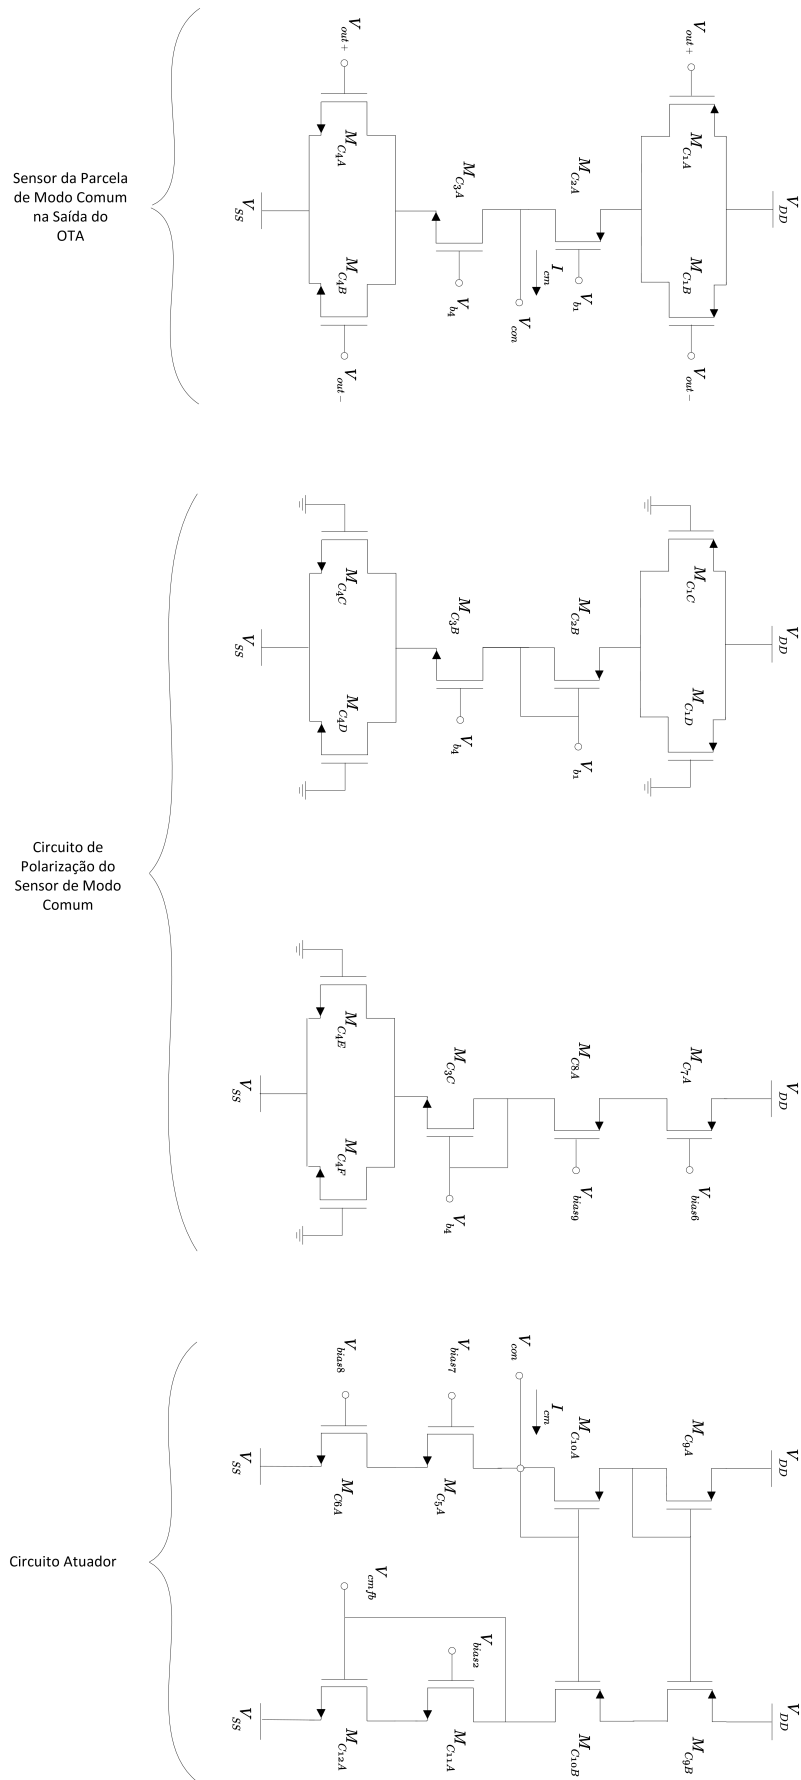 Sensor da Parcela
de Modo Comum
na Saída do
OTA
V_out+
V_out+
M_C4A
M_C1A
M_C3A
M_C2A
V_SS
V_DD
M_C4B
M_C1B
I_cm
V_b4
V_b1
V_con
V_out−
V_out−
Circuito de
Polarização do
Sensor de Modo
Comum
M_C4C
M_C1C
M_C3B
M_C2B
V_SS
V_DD
M_C4D
M_C1D
V_b4
V_b1
M_C4E
M_C3C
M_C8A
M_C7A
V_SS
V_DD
M_C4F
V_b4
V_bias9
V_bias6
Circuito Atuador
V_con
V_bias8
V_bias7
I_cm
M_C10A
M_C9A
V_SS
V_DD
M_C6A
M_C5A
V_cmfb
V_bias2
V_SS
V_DD
M_C12A
M_C11A
M_C10B
M_C9B